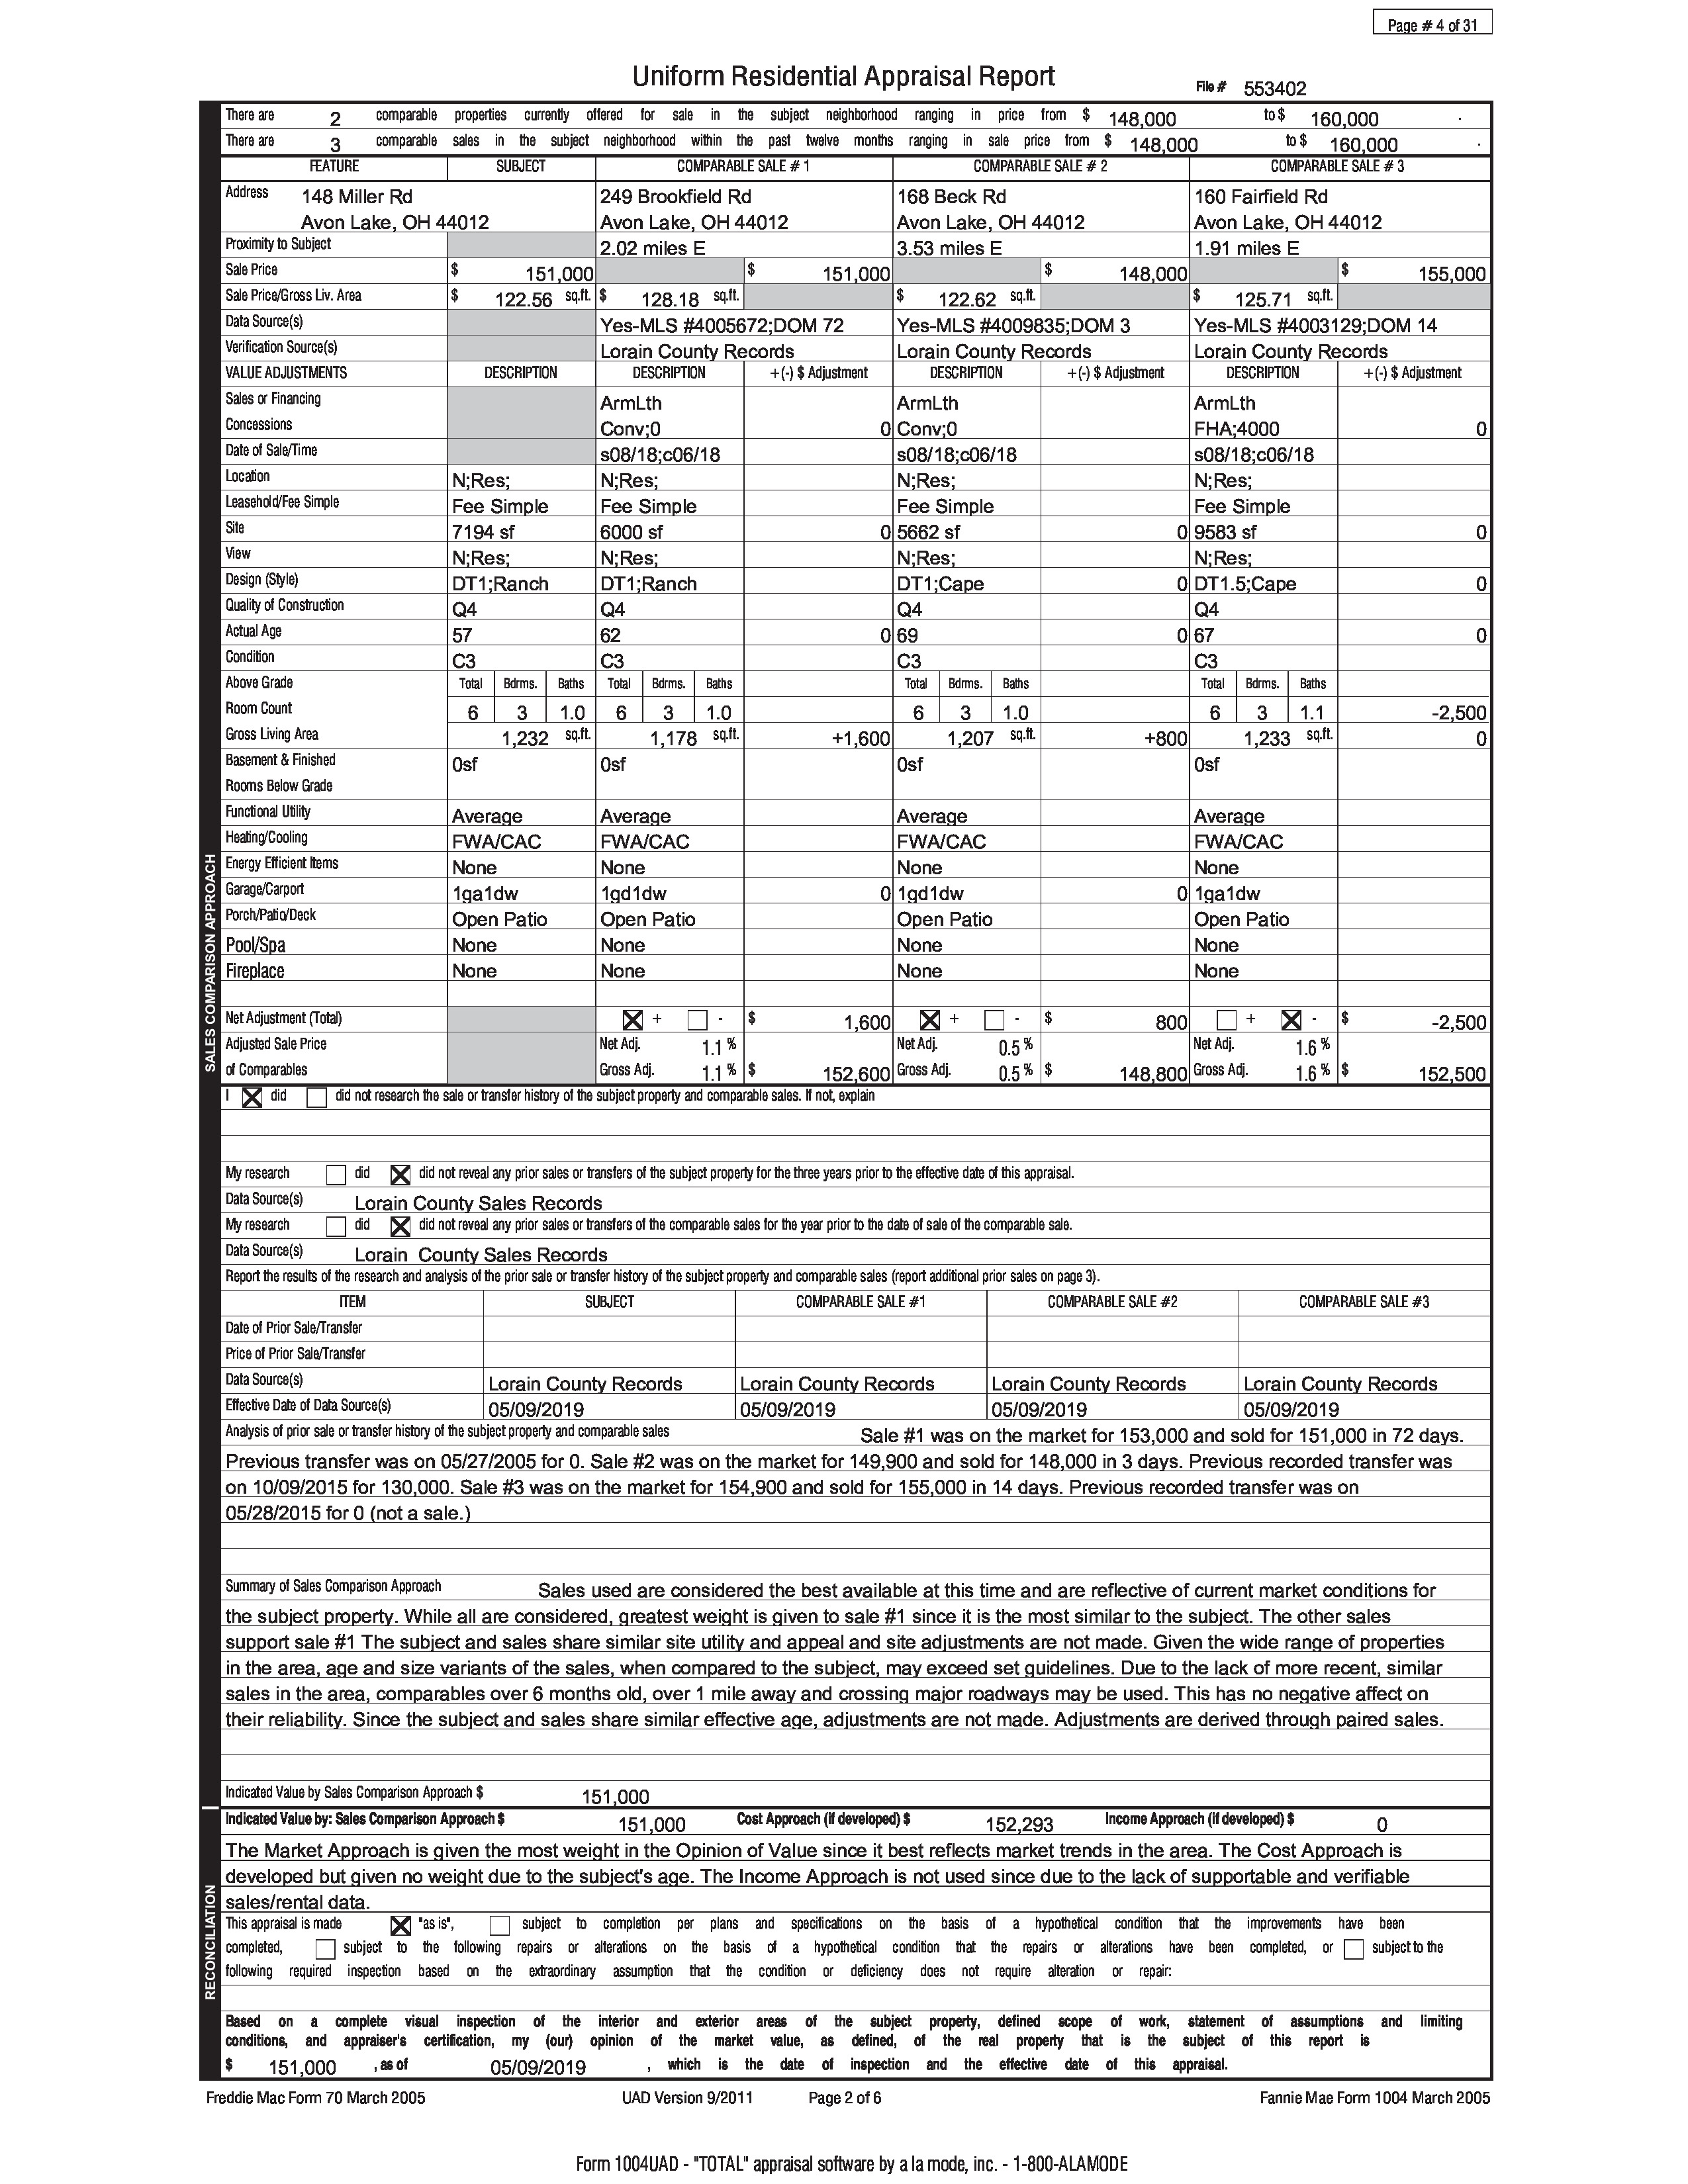 Page # 4 of 31
Uniform Residential Appraisal Report File # 553402
There are 2 comparable properties currently offered for sale in the subject neighborhood ranging in price from $ 148,000 to $ 160,000 .
There are 3 comparable sales in the subject neighborhood within the past twelve months ranging in sale price from $ 148,000 to $ 160,000 .
FEATURE SUBJECT COMPARABLE SALE # 1 COMPARABLE SALE # 2 COMPARABLE SALE # 3
Address 148 Miller Rd 249 Brookfield Rd 168 Beck Rd 160 Fairfield Rd
Avon Lake, OH 44012 Avon Lake, OH 44012 Avon Lake, OH 44012 Avon Lake, OH 44012
Proximity to Subject 2.02 miles E 3.53 miles E 1.91 miles E
Sale Price $ 151,000 $ 151,000 $ 148,000 $ 155,000
Sale Price/Gross Liv. Area $ 122.56 sq.ft. $ 128.18 sq.ft. $ 122.62 sq.ft. $ 125.71 sq.ft.
Data Source(s) Yes-MLS #4005672;DOM 72 Yes-MLS #4009835;DOM 3 Yes-MLS #4003129;DOM 14
Verification Source(s) Lorain County Records Lorain County Records Lorain County Records
VALUE ADJUSTMENTS DESCRIPTION DESCRIPTION +(-) $ Adjustment DESCRIPTION +(-) $ Adjustment DESCRIPTION +(-) $ Adjustment
Sales or Financing ArmLth ArmLth ArmLth
Concessions Conv;0 0 Conv;0 FHA;4000 0
Date of Sale/Time s08/18;c06/18 s08/18;c06/18 s08/18;c06/18
Location N;Res; N;Res; N;Res; N;Res;
Leasehold/Fee Simple Fee Simple Fee Simple Fee Simple Fee Simple
Site 7194 sf 6000 sf 0 5662 sf 0 9583 sf 0
View N;Res; N;Res; N;Res; N;Res;
Design (Style) DT1;Ranch DT1;Ranch DT1;Cape 0 DT1.5;Cape 0
Quality of Construction Q4 Q4 Q4 Q4
Actual Age 57 62 0 69 0 67 0
Condition C3 C3 C3 C3
Above Grade Total Bdrms. Baths Total Bdrms. Baths Total Bdrms. Baths Total Bdrms. Baths
Room Count 6 3 1.0 6 3 1.0 6 3 1.0 6 3 1.1 -2,500
Gross Living Area 1,232 sq.ft. 1,178 sq.ft. +1,600 1,207 sq.ft. +800 1,233 sq.ft. 0
Basement & Finished 0sf 0sf 0sf 0sf
Rooms Below Grade
Functional Utility Average Average Average Average
Heating/Cooling FWA/CAC FWA/CAC FWA/CAC FWA/CAC
Energy Efficient Items None None None None
Garage/Carport 1ga1dw 1gd1dw 0 1gd1dw 0 1ga1dw
Porch/Patio/Deck Open Patio Open Patio Open Patio Open Patio
Pool/Spa None None None None
Fireplace None None None None
SALES COMPARISON APPROACH
Net Adjustment (Total) + - $ 1,600 + - $ 800 + - $ -2,500
Adjusted Sale Price Net Adj. 1.1 % Net Adj. 0.5 % Net Adj. 1.6 %
of Comparables Gross Adj. 1.1 % $ 152,600 Gross Adj. 0.5 % $ 148,800 Gross Adj. 1.6 % $ 152,500
I did did not research the sale or transfer history of the subject property and comparable sales. If not, explain
My research did did not reveal any prior sales or transfers of the subject property for the three years prior to the effective date of this appraisal.
Data Source(s) Lorain County Sales Records
My research did did not reveal any prior sales or transfers of the comparable sales for the year prior to the date of sale of the comparable sale.
Data Source(s) Lorain County Sales Records
Report the results of the research and analysis of the prior sale or transfer history of the subject property and comparable sales (report additional prior sales on page 3).
ITEM SUBJECT COMPARABLE SALE #1 COMPARABLE SALE #2 COMPARABLE SALE #3
Date of Prior Sale/Transfer
Price of Prior Sale/Transfer
Data Source(s) Lorain County Records Lorain County Records Lorain County Records Lorain County Records
Effective Date of Data Source(s) 05/09/2019 05/09/2019 05/09/2019 05/09/2019
Analysis of prior sale or transfer history of the subject property and comparable sales Sale #1 was on the market for 153,000 and sold for 151,000 in 72 days.
Previous transfer was on 05/27/2005 for 0. Sale #2 was on the market for 149,900 and sold for 148,000 in 3 days. Previous recorded transfer was
on 10/09/2015 for 130,000. Sale #3 was on the market for 154,900 and sold for 155,000 in 14 days. Previous recorded transfer was on
05/28/2015 for 0 (not a sale.)
Summary of Sales Comparison Approach Sales used are considered the best available at this time and are reflective of current market conditions for
the subject property. While all are considered, greatest weight is given to sale #1 since it is the most similar to the subject. The other sales
support sale #1 The subject and sales share similar site utility and appeal and site adjustments are not made. Given the wide range of properties
in the area, age and size variants of the sales, when compared to the subject, may exceed set guidelines. Due to the lack of more recent, similar
sales in the area, comparables over 6 months old, over 1 mile away and crossing major roadways may be used. This has no negative affect on
their reliability. Since the subject and sales share similar effective age, adjustments are not made. Adjustments are derived through paired sales.
Indicated Value by Sales Comparison Approach $ 151,000
Indicated Value by: Sales Comparison Approach $ 151,000 Cost Approach (if developed) $ 152,293 Income Approach (if developed) $ 0
The Market Approach is given the most weight in the Opinion of Value since it best reflects market trends in the area. The Cost Approach is
developed but given no weight due to the subject's age. The Income Approach is not used since due to the lack of supportable and verifiable
sales/rental data.
RECONCILIATION
This appraisal is made "as is", subject to completion per plans and specifications on the basis of a hypothetical condition that the improvements have been
completed, subject to the following repairs or alterations on the basis of a hypothetical condition that the repairs or alterations have been completed, or subject to the
following required inspection based on the extraordinary assumption that the condition or deficiency does not require alteration or repair:
Based on a complete visual inspection of the interior and exterior areas of the subject property, defined scope of work, statement of assumptions and limiting
conditions, and appraiser's certification, my (our) opinion of the market value, as defined, of the real property that is the subject of this report is
$ 151,000 , as of 05/09/2019 , which is the date of inspection and the effective date of this appraisal.
Freddie Mac Form 70 March 2005 UAD Version 9/2011 Page 2 of 6 Fannie Mae Form 1004 March 2005
Form 1004UAD - "TOTAL" appraisal software by a la mode, inc. - 1-800-ALAMODE